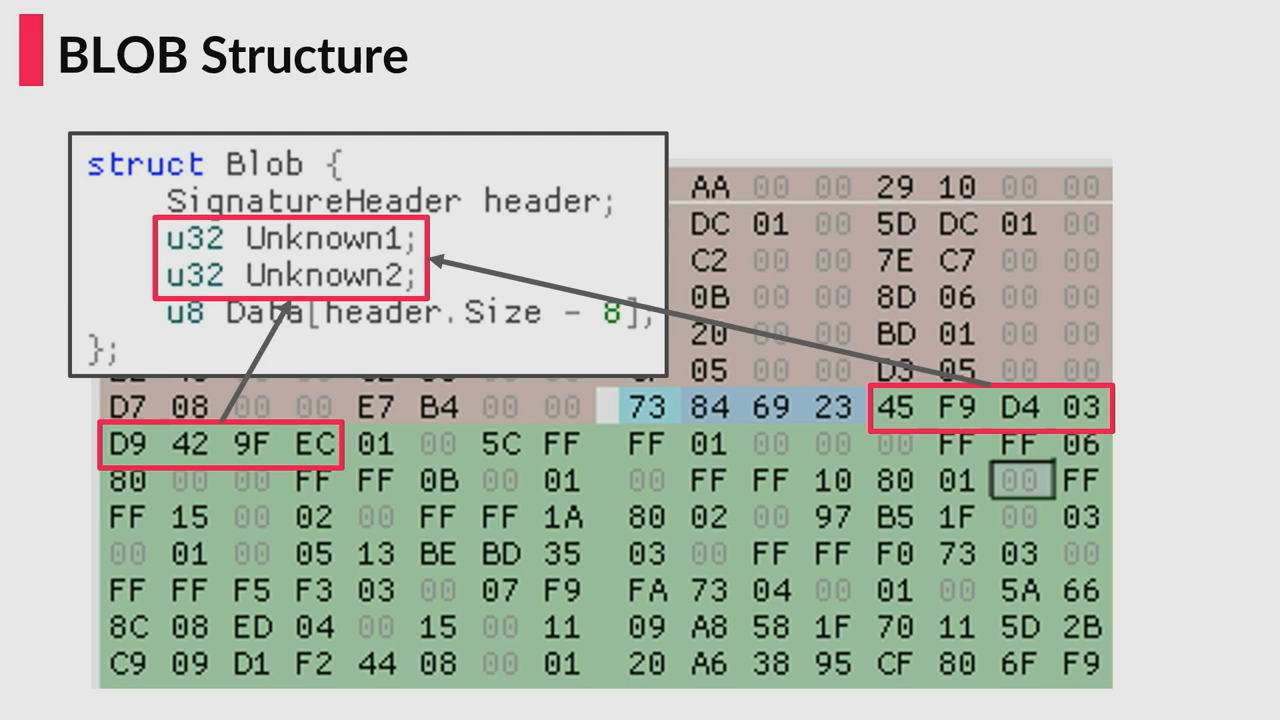 BLOB Structure
struct Blob {
SignatureHeader header;
u32 Unknown1;
u32 Unknown2;
u8 Data[header.Size - 8];
};
AA 00 00 29 10 00 00
DC 01 00 5D DC 01 00
C2 00 00 7E C7 00 00
0B 00 00 8D 06 00 00
20 00 00 BD 01 00 00
05 00 00 D3 05 00 00
D7 08 00 00 E7 B4 00 00 73 84 69 23 45 F9 D4 03
D9 42 9F EC 01 00 5C FF FF 01 00 00 00 FF FF 06
80 00 00 FF FF 0B 00 01 00 FF FF 10 80 01 00 FF
FF 15 00 02 00 FF FF 1A 80 02 00 97 B5 1F 00 03
00 01 00 05 13 BE BD 35 03 00 FF FF F0 73 03 00
FF FF F5 F3 03 00 07 F9 FA 73 04 00 01 00 5A 66
8C 08 ED 04 00 15 00 11 09 A8 58 1F 70 11 5D 2B
C9 09 D1 F2 44 08 00 01 20 A6 38 95 CF 80 6F F9